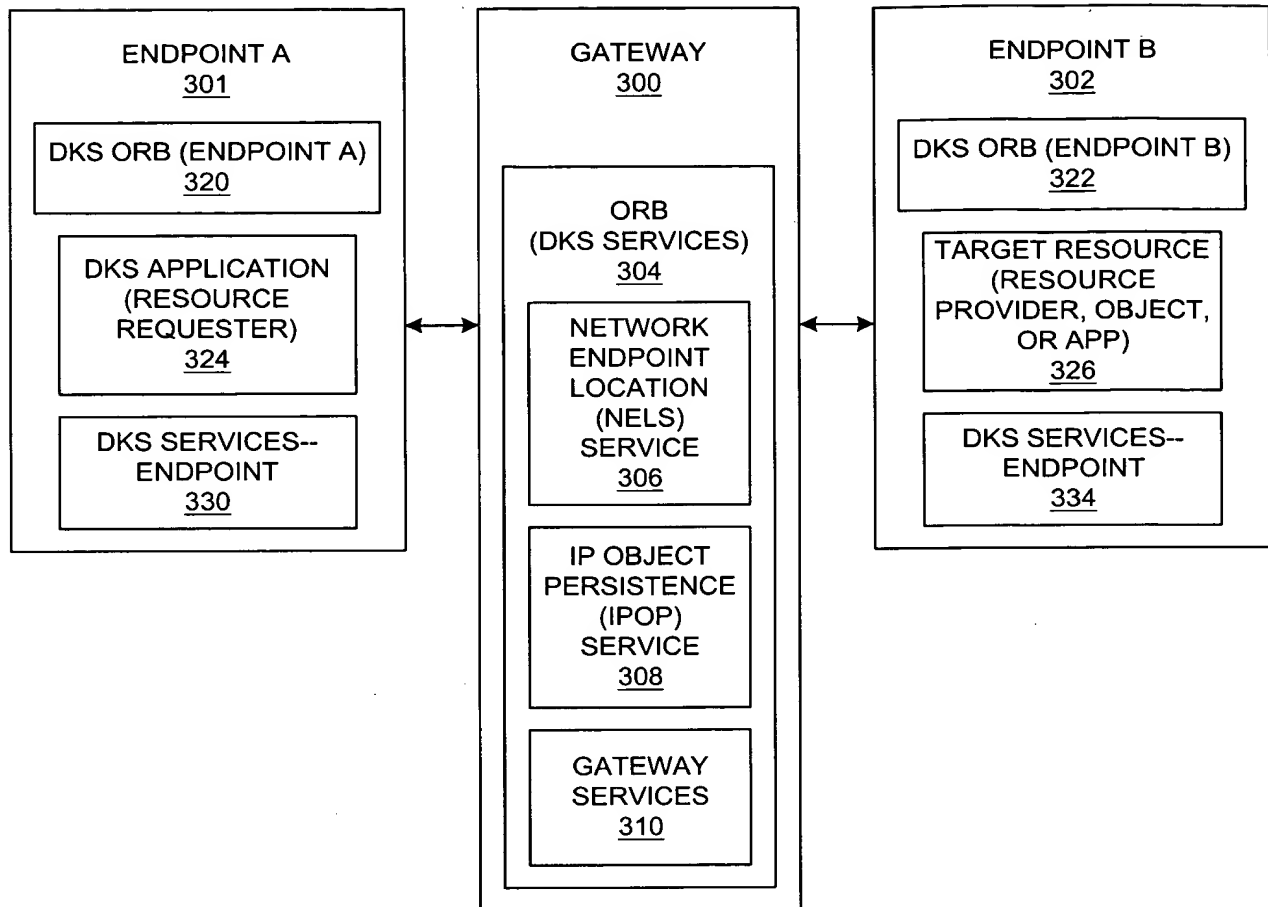 ENDPOINT A
301
DKS ORB (ENDPOINT A)
320
DKS APPLICATION
(RESOURCE
REQUESTER)
324
DKS SERVICES--
ENDPOINT
330
GATEWAY
300
ORB
(DKS SERVICES)
304
NETWORK
ENDPOINT
LOCATION
(NELS)
SERVICE
306
IP OBJECT
PERSISTENCE
(IPOP)
SERVICE
308
GATEWAY
SERVICES
310
ENDPOINT B
302
DKS ORB (ENDPOINT B)
322
TARGET RESOURCE
(RESOURCE
PROVIDER, OBJECT,
OR APP)
326
DKS SERVICES--
ENDPOINT
334